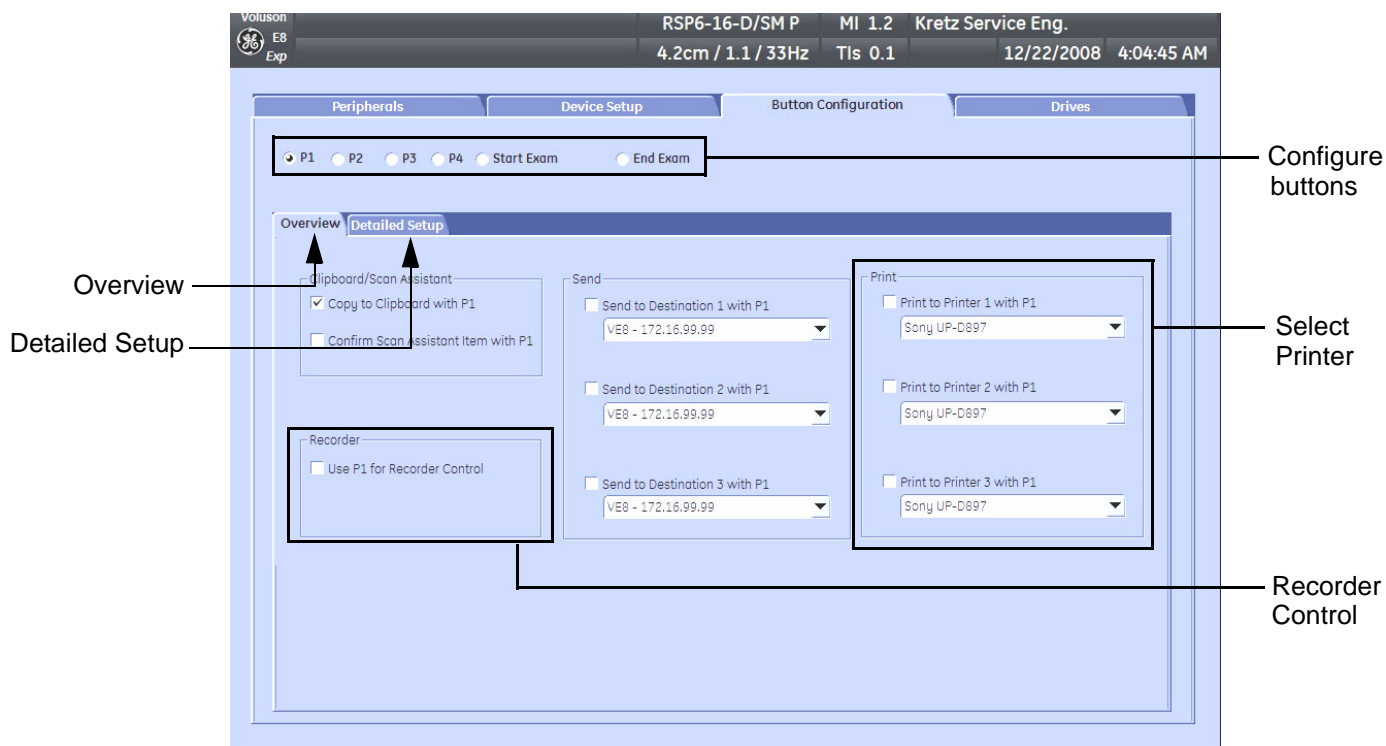 Voluson
E8
Exp
RSP6-16-D/SM P MI 1.2 Kretz Service Eng.
4.2cm / 1.1 / 33Hz TIs 0.1 12/22/2008 4:04:45 AM
Peripherals Device Setup Button Configuration Drives
P1 P2 P3 P4 Start Exam End Exam
Configure
buttons
Overview Detailed Setup
Overview
Detailed Setup
Clipboard/Scan Assistant
Copy to Clipboard with P1
Confirm Scan Assistant Item with P1
Recorder
Use P1 for Recorder Control
Send
Send to Destination 1 with P1
VE8 - 172.16.99.99
Send to Destination 2 with P1
VE8 - 172.16.99.99
Send to Destination 3 with P1
VE8 - 172.16.99.99
Print
Print to Printer 1 with P1
Sony UP-D897
Print to Printer 2 with P1
Sony UP-D897
Print to Printer 3 with P1
Sony UP-D897
Select
Printer
Recorder
Control